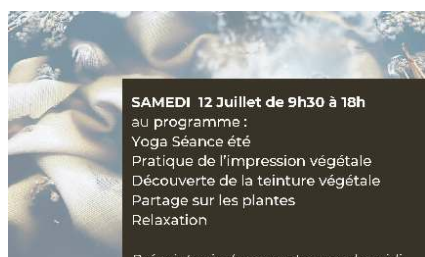 SAMEDI 12 Juillet de 9h30 à 18h
au programme :
Yoga Séance été
Pratique de l'impression végétale
Découverte de la teinture végétale
Partage sur les plantes
Relaxation